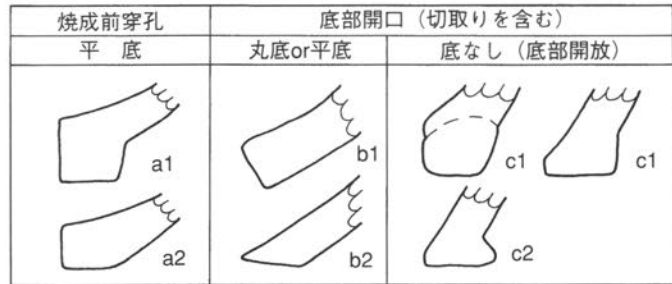 焼成前穿孔 底部開口（切取りを含む）
平　底 丸底or平底 底なし（底部開放）
a1 b1 c1 c1
a2 b2 c2